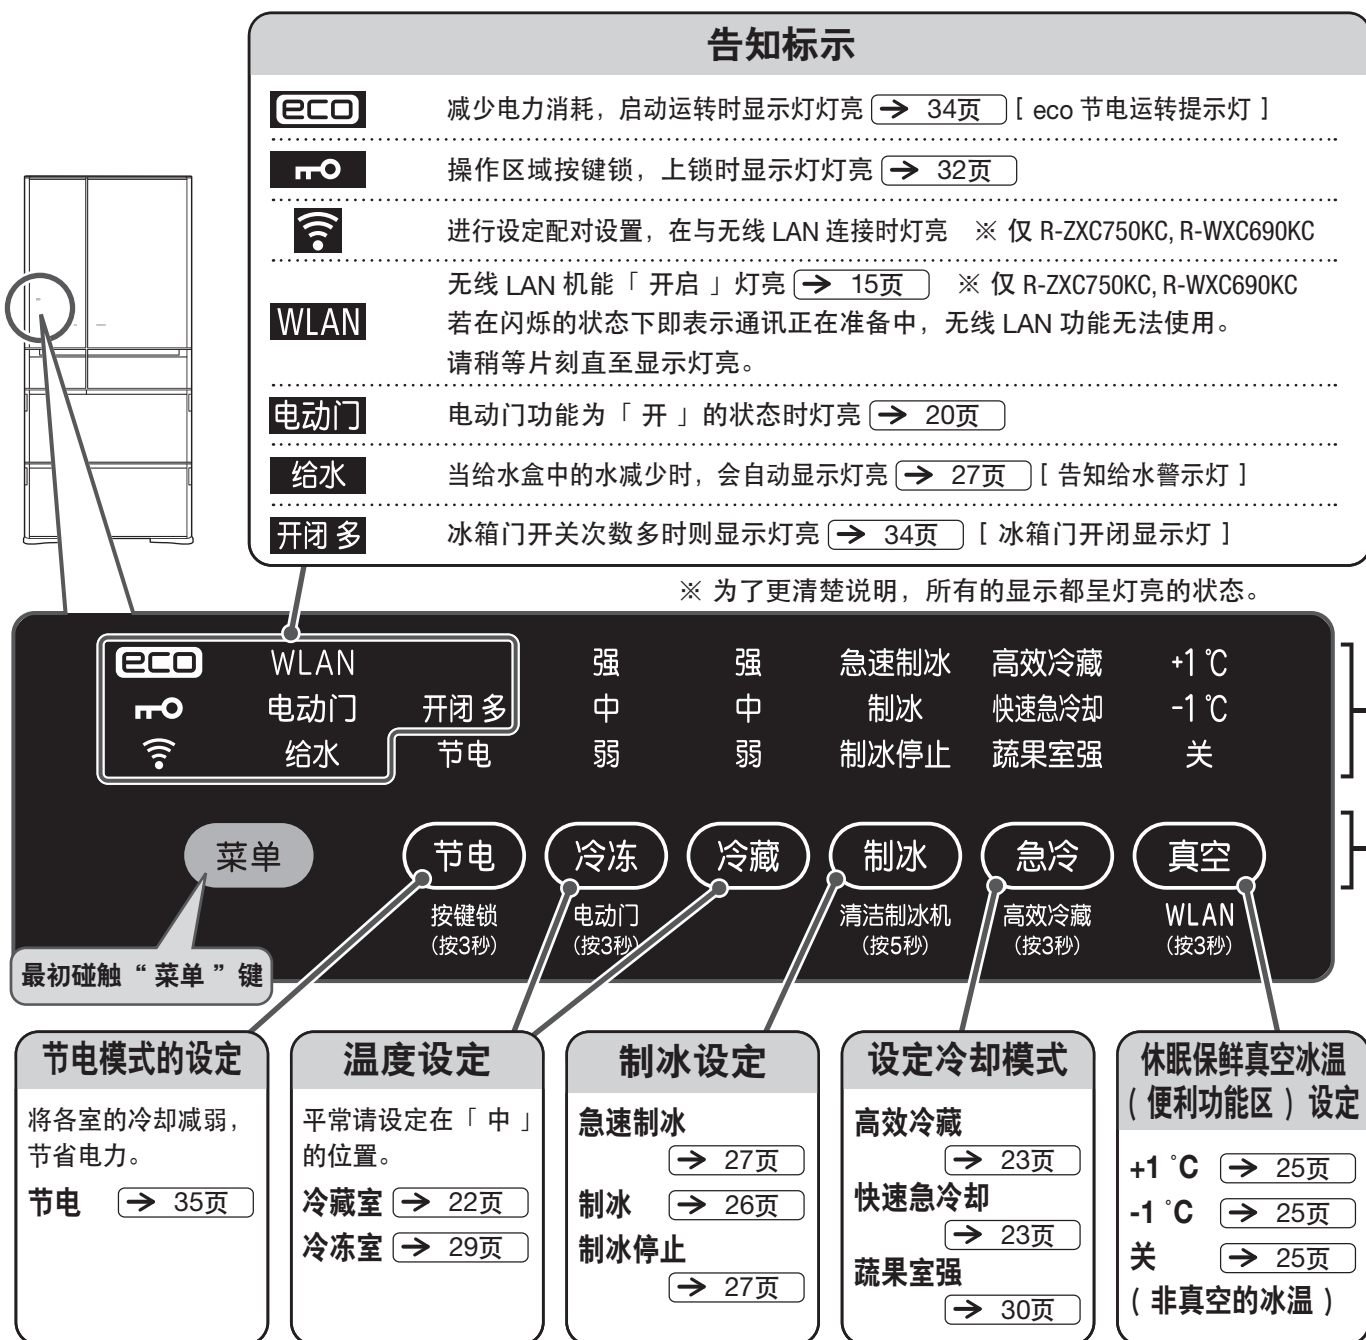 告知标示
eco 减少电力消耗，启动运转时显示灯灯亮 → 34页 [ eco 节电运转提示灯 ]
操作区域按键锁，上锁时显示灯灯亮 → 32页
进行设定配对设置，在与无线 LAN 连接时灯亮 ※ 仅 R-ZXC750KC, R-WXC690KC
无线 LAN 机能「 开启 」灯亮 → 15页 ※ 仅 R-ZXC750KC, R-WXC690KC
WLAN 若在闪烁的状态下即表示通讯正在准备中，无线 LAN 功能无法使用。
请稍等片刻直至显示灯亮。
电动门 电动门功能为「 开 」的状态时灯亮 → 20页
给水 当给水盒中的水减少时，会自动显示灯亮 → 27页 [ 告知给水警示灯 ]
开闭 多 冰箱门开关次数多时则显示灯亮 → 34页 [ 冰箱门开闭显示灯 ]
※ 为了更清楚说明，所有的显示都呈灯亮的状态。
eco WLAN 强 强 急速制冰 高效冷藏 +1 ℃
电动门 开闭 多 中 中 制冰 快速急冷却 -1 ℃
给水 节电 弱 弱 制冰停止 蔬果室强 关
菜单 节电 冷冻 冷藏 制冰 急冷 真空
按键锁 电动门 清洁制冰机 高效冷藏 WLAN
(按3秒) (按3秒) (按5秒) (按3秒) (按3秒)
最初碰触 “ 菜单 ” 键
节电模式的设定
将各室的冷却减弱，
节省电力。
节电 → 35页
温度设定
平常请设定在「 中 」
的位置。
冷藏室 → 22页
冷冻室 → 29页
制冰设定
急速制冰
→ 27页
制冰 → 26页
制冰停止
→ 27页
设定冷却模式
高效冷藏
→ 23页
快速急冷却
→ 23页
蔬果室强
→ 30页
休眠保鲜真空冰温
( 便利功能区 ) 设定
+1 ℃ → 25页
-1 ℃ → 25页
关 → 25页
( 非真空的冰温 )